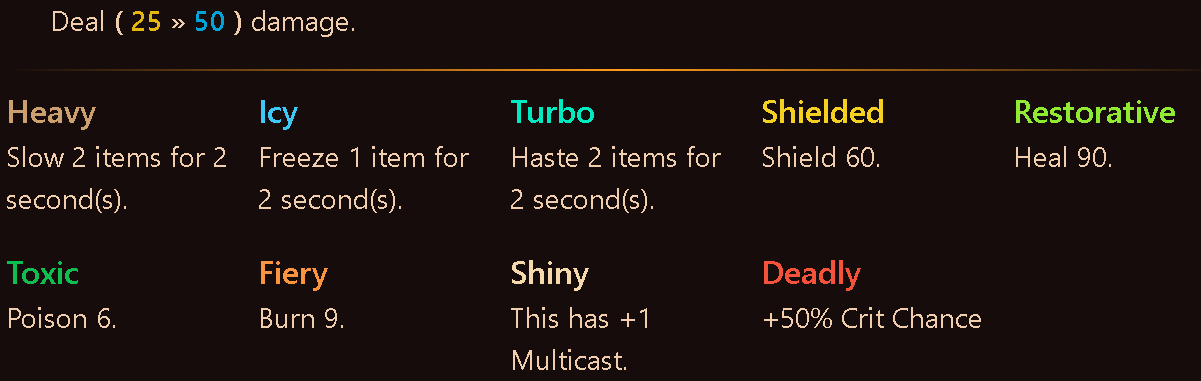 Deal ( 25 » 50 ) damage.
Heavy
Slow 2 items for 2
second(s).
Icy
Freeze 1 item for
2 second(s).
Turbo
Haste 2 items for
2 second(s).
Shielded
Shield 60.
Restorative
Heal 90.
Toxic
Poison 6.
Fiery
Burn 9.
Shiny
This has +1
Multicast.
Deadly
+50% Crit Chance